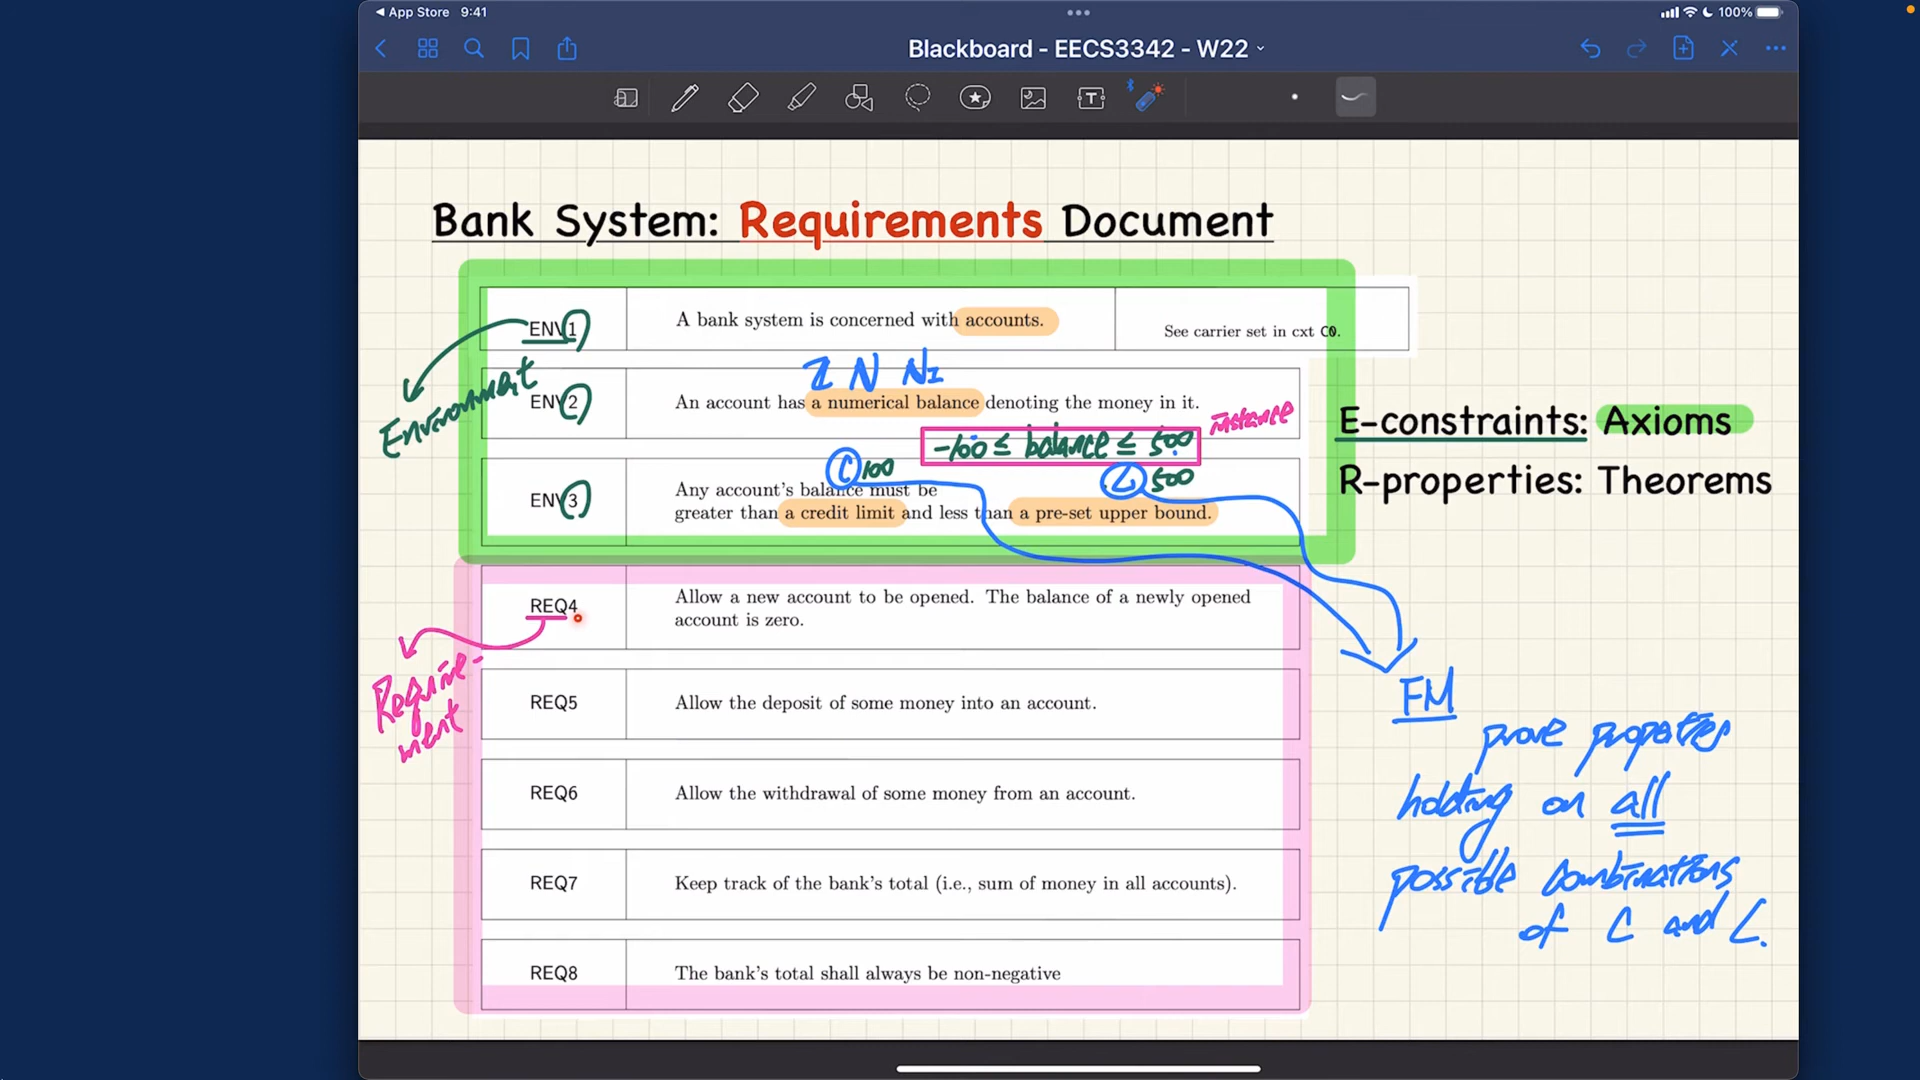 App Store 9:41
100%
Blackboard - EECS3342 - W22
Bank System: Requirements Document
ENV1
A bank system is concerned with accounts.
See carrier set in cxt C0.
Environment
Z N N1
ENV2
An account has a numerical balance denoting the money in it.
instance
-100 ≤ balance ≤ 500
C 100
L 500
ENV3
Any account's balance must be
greater than a credit limit and less than a pre-set upper bound.
E-constraints: Axioms
R-properties: Theorems
REQ4
Allow a new account to be opened. The balance of a newly opened
account is zero.
Require-
ment
REQ5
Allow the deposit of some money into an account.
REQ6
Allow the withdrawal of some money from an account.
REQ7
Keep track of the bank's total (i.e., sum of money in all accounts).
REQ8
The bank's total shall always be non-negative
FM
prove properties
holding on all
possible combinations
of C and L.